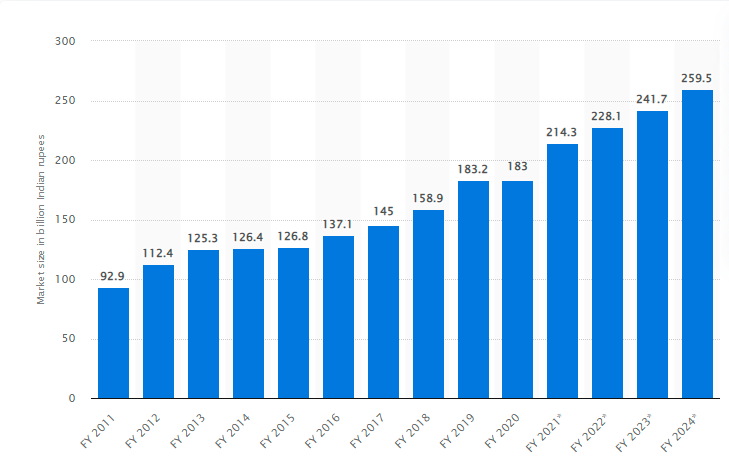 Market size in billion Indian rupees
300
250
200
150
100
50
0
92.9
112.4
125.3
126.4
126.8
137.1
145
158.9
183.2
183
214.3
228.1
241.7
259.5
FY 2011
FY 2012
FY 2013
FY 2014
FY 2015
FY 2016
FY 2017
FY 2018
FY 2019
FY 2020
FY 2021*
FY 2022*
FY 2023*
FY 2024*